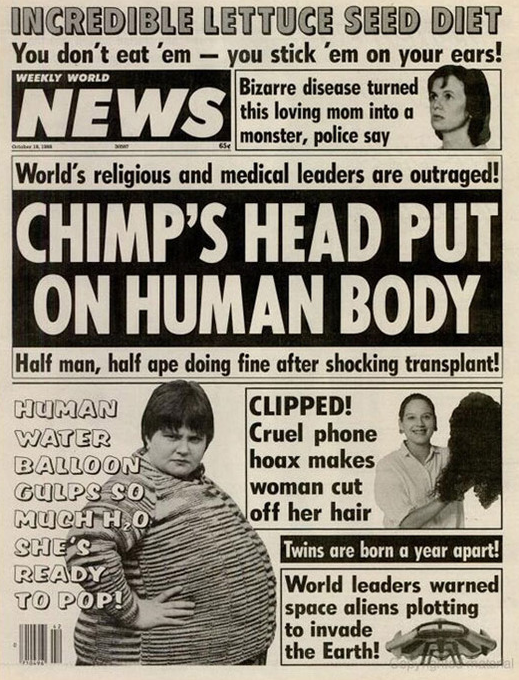 INCREDIBLE LETTUCE SEED DIET
You don't eat 'em — you stick 'em on your ears!
WEEKLY WORLD
NEWS
October 18, 1988
65¢
Bizarre disease turned
this loving mom into a
monster, police say
World's religious and medical leaders are outraged!
CHIMP'S HEAD PUT
ON HUMAN BODY
Half man, half ape doing fine after shocking transplant!
HUMAN
WATER
BALLOON
GULPS SO
MUCH H2O
SHE'S
READY
TO POP!
CLIPPED!
Cruel phone
hoax makes
woman cut
off her hair
Twins are born a year apart!
World leaders warned
space aliens plotting
to invade
the Earth!
Copyrighted material